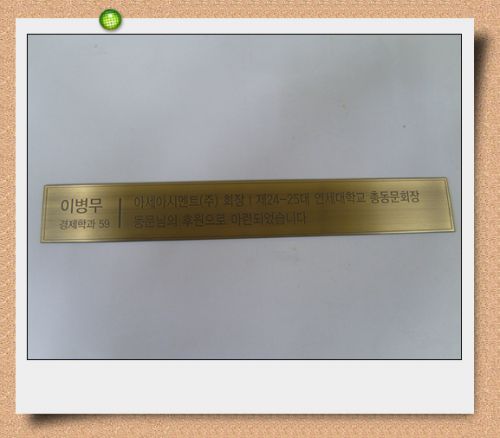 이병무
경제학과 59
아세아시멘트(주) 회장 | 제24-25대 연세대학교 총동문회장
동문님의 후원으로 마련되었습니다